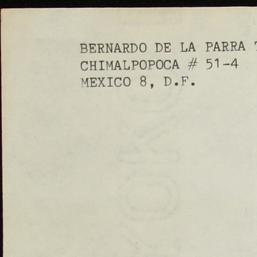 BERNARDO DE LA PARRA
CHIMALPOPOCA # 51-4
MEXICO 8, D.F.